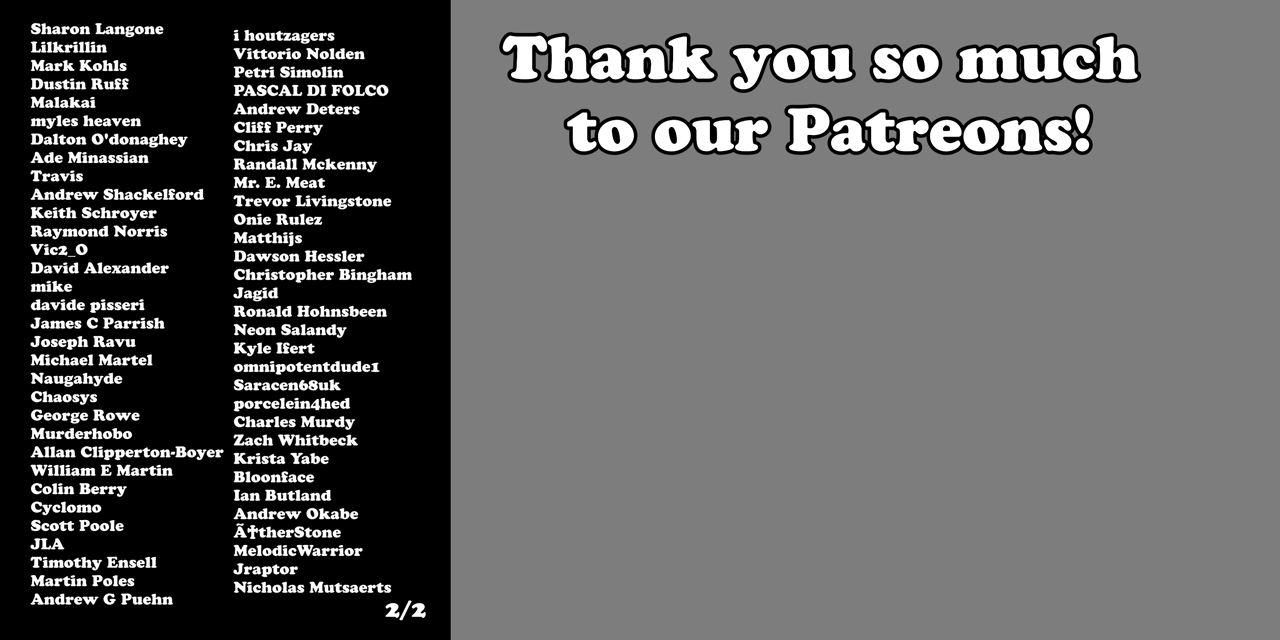 Sharon Langone
Lilkrillin
Mark Kohls
Dustin Ruff
Malakai
myles heaven
Dalton O'donaghey
Ade Minassian
Travis
Andrew Shackelford
Keith Schroyer
Raymond Norris
Vic2_O
David Alexander
mike
davide pisseri
James C Parrish
Joseph Ravu
Michael Martel
Naugahyde
Chaosys
George Rowe
Murderhobo
Allan Clipperton-Boyer
William E Martin
Colin Berry
Cyclomo
Scott Poole
JLA
Timothy Ensell
Martin Poles
Andrew G Puehn
i houtzagers
Vittorio Nolden
Petri Simolin
PASCAL DI FOLCO
Andrew Deters
Cliff Perry
Chris Jay
Randall Mckenny
Mr. E. Meat
Trevor Livingstone
Onie Rulez
Matthijs
Dawson Hessler
Christopher Bingham
Jagid
Ronald Hohnsbeen
Neon Salandy
Kyle Ifert
omnipotentdude1
Saracen68uk
porcelein4hed
Charles Murdy
Zach Whitbeck
Krista Yabe
Bloonface
Ian Butland
Andrew Okabe
Ã†therStone
MelodicWarrior
Jraptor
Nicholas Mutsaerts
2/2
Thank you so much
to our Patreons!